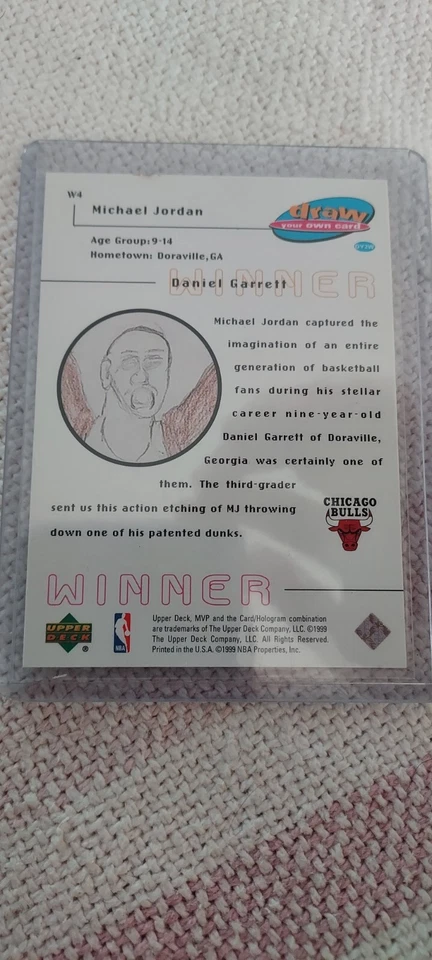 W4
Michael Jordan
draw
your own card
Age Group: 9-14
Hometown: Doraville, GA
WINNER
Daniel Garrett
Michael Jordan captured the
imagination of an entire
generation of basketball
fans during his stellar
career nine-year-old
Daniel Garrett of Doraville,
Georgia was certainly one of
them. The third-grader
sent us this action etching of MJ throwing
down one of his patented dunks.
CHICAGO
BULLS
WINNER
UPPER
DECK
®
NBA
Upper Deck, MVP and the Card/Hologram combination
are trademarks of The Upper Deck Company, LLC. ©1999
The Upper Deck Company, LLC. All Rights Reserved.
Printed in the U.S.A. ©1999 NBA Properties, Inc.